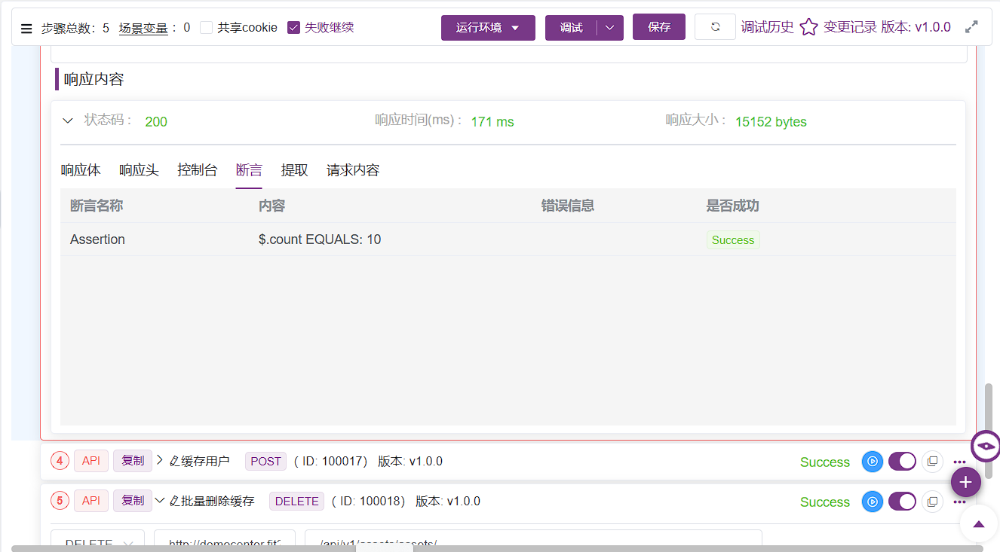 步骤总数: 5 场景变量 : 0 共享cookie 失败继续 运行环境 调试 保存 调试历史 变更记录 版本: v1.0.0
响应内容
状态码 : 200 响应时间(ms) : 171 ms 响应大小 : 15152 bytes
响应体 响应头 控制台 断言 提取 请求内容
断言名称 内容 错误信息 是否成功
Assertion $.count EQUALS: 10 Success
4 API 复制 缓存用户 POST ( ID: 100017) 版本: v1.0.0 Success
5 API 复制 批量删除缓存 DELETE ( ID: 100018) 版本: v1.0.0 Success
DELETE /api/v1/assets/assets/